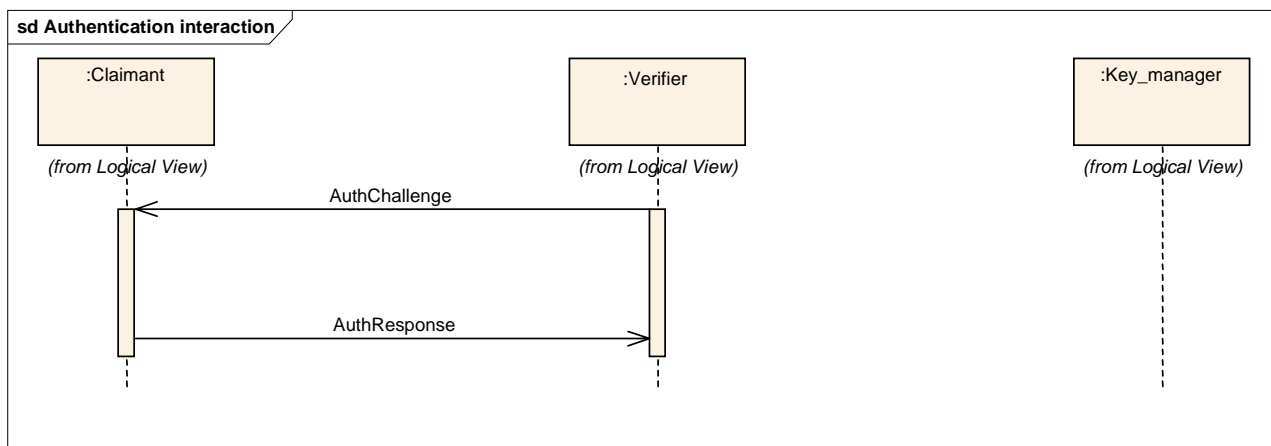 sd Authentication interaction
:Claimant
:Verifier
:Key_manager
(from Logical View)
(from Logical View)
(from Logical View)
AuthChallenge
AuthResponse